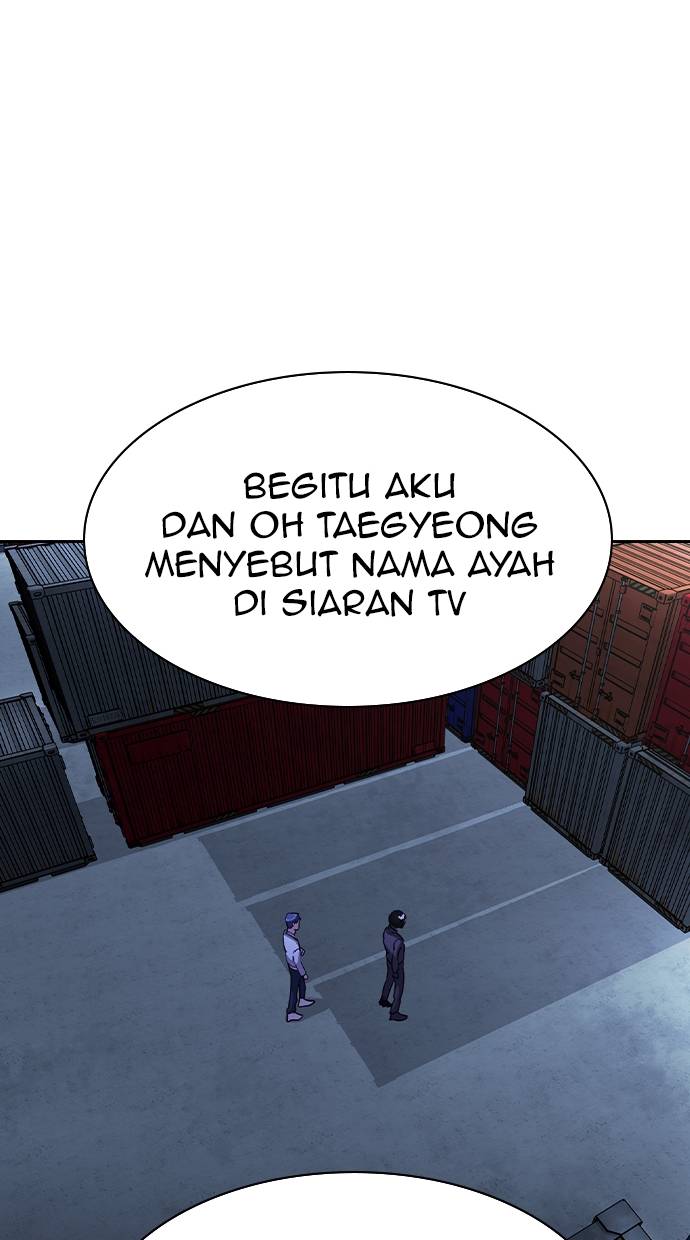 BEGITU AKU
DAN OH TAEGYEONG
MENYEBUT NAMA AYAH
DI SIARAN TV